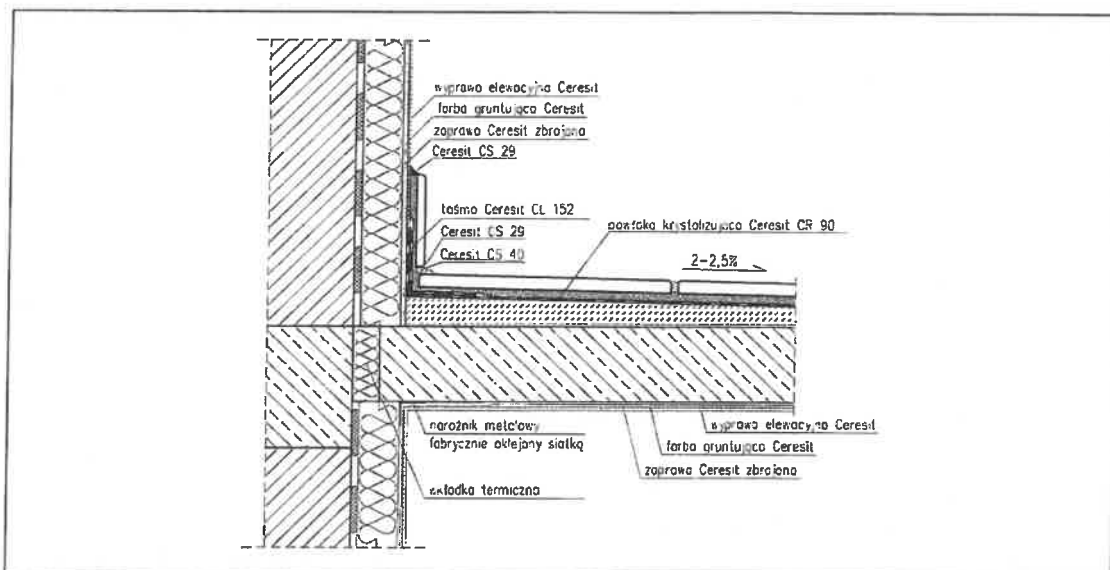 wyprawa elewacyjna Ceresit
farba gruntująca Ceresit
zaprawa Ceresit zbrojona
Ceresit CS 29
taśma Ceresit CL 152
Ceresit CS 29
Ceresit CS 40
powłoka krystalizująca Ceresit CR 90
2-2,5%
narożnik metalowy
fabrycznie oklejany siatką
wyprawa elewacyjna Ceresit
farba gruntująca Ceresit
zaprawa Ceresit zbrojona
wkładka termiczna